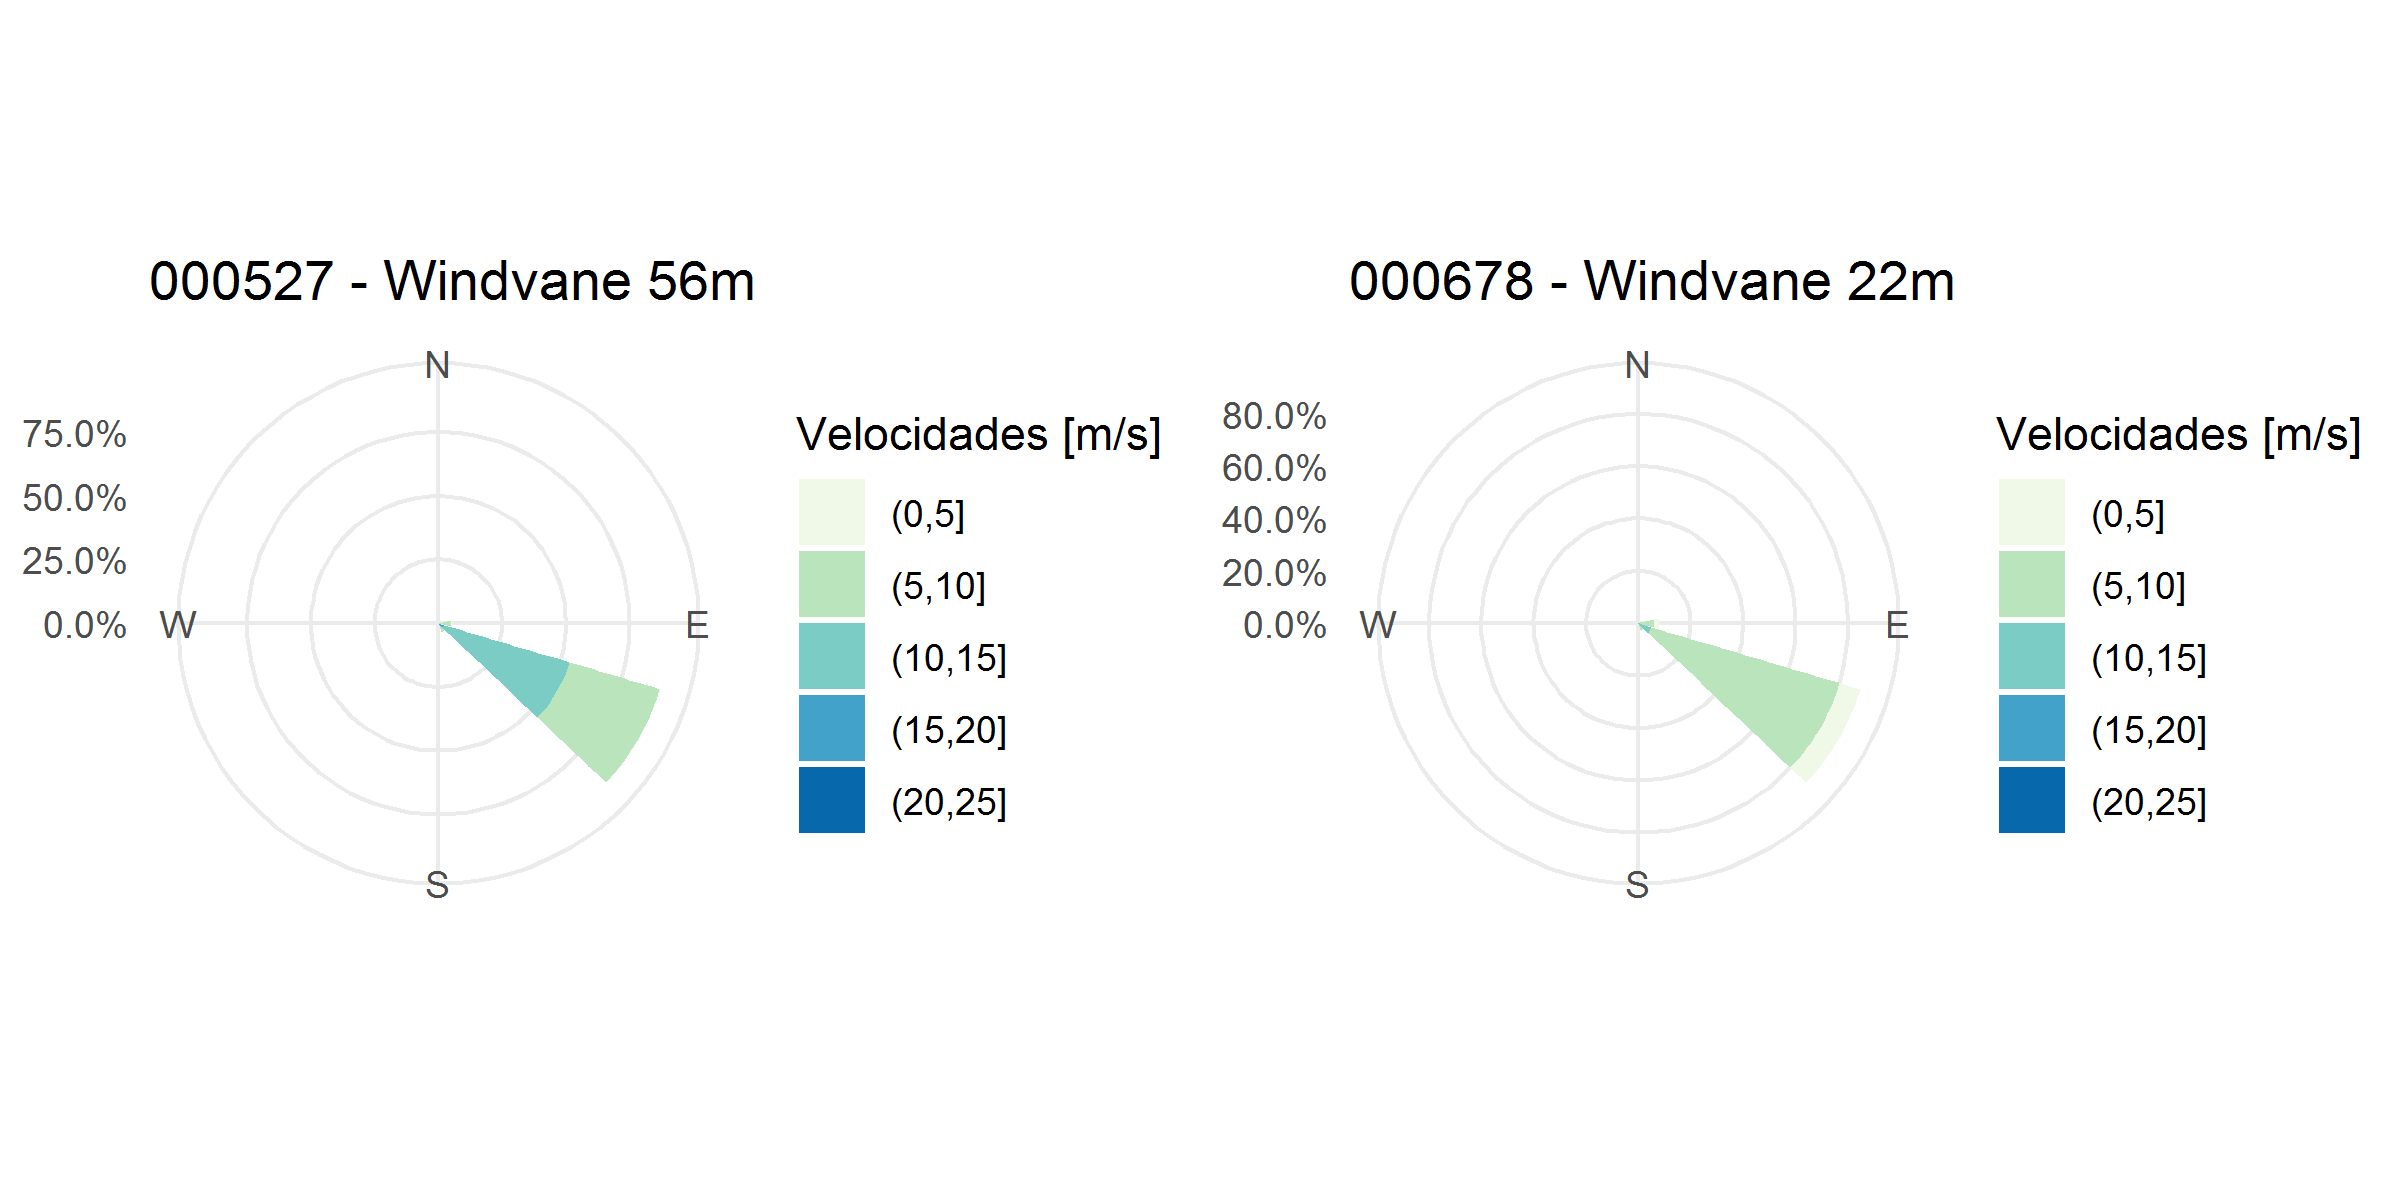 000527 - Windvane 56m
N
75.0%
50.0%
25.0%
0.0%
W
E
S
Velocidades [m/s]
(0,5]
(5,10]
(10,15]
(15,20]
(20,25]
000678 - Windvane 22m
N
80.0%
60.0%
40.0%
20.0%
0.0%
W
E
S
Velocidades [m/s]
(0,5]
(5,10]
(10,15]
(15,20]
(20,25]